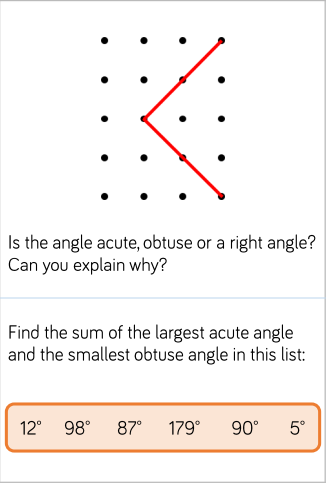 Is the angle acute, obtuse or a right angle?
Can you explain why?
Find the sum of the largest acute angle
and the smallest obtuse angle in this list:
12° 98° 87° 179° 90° 5°